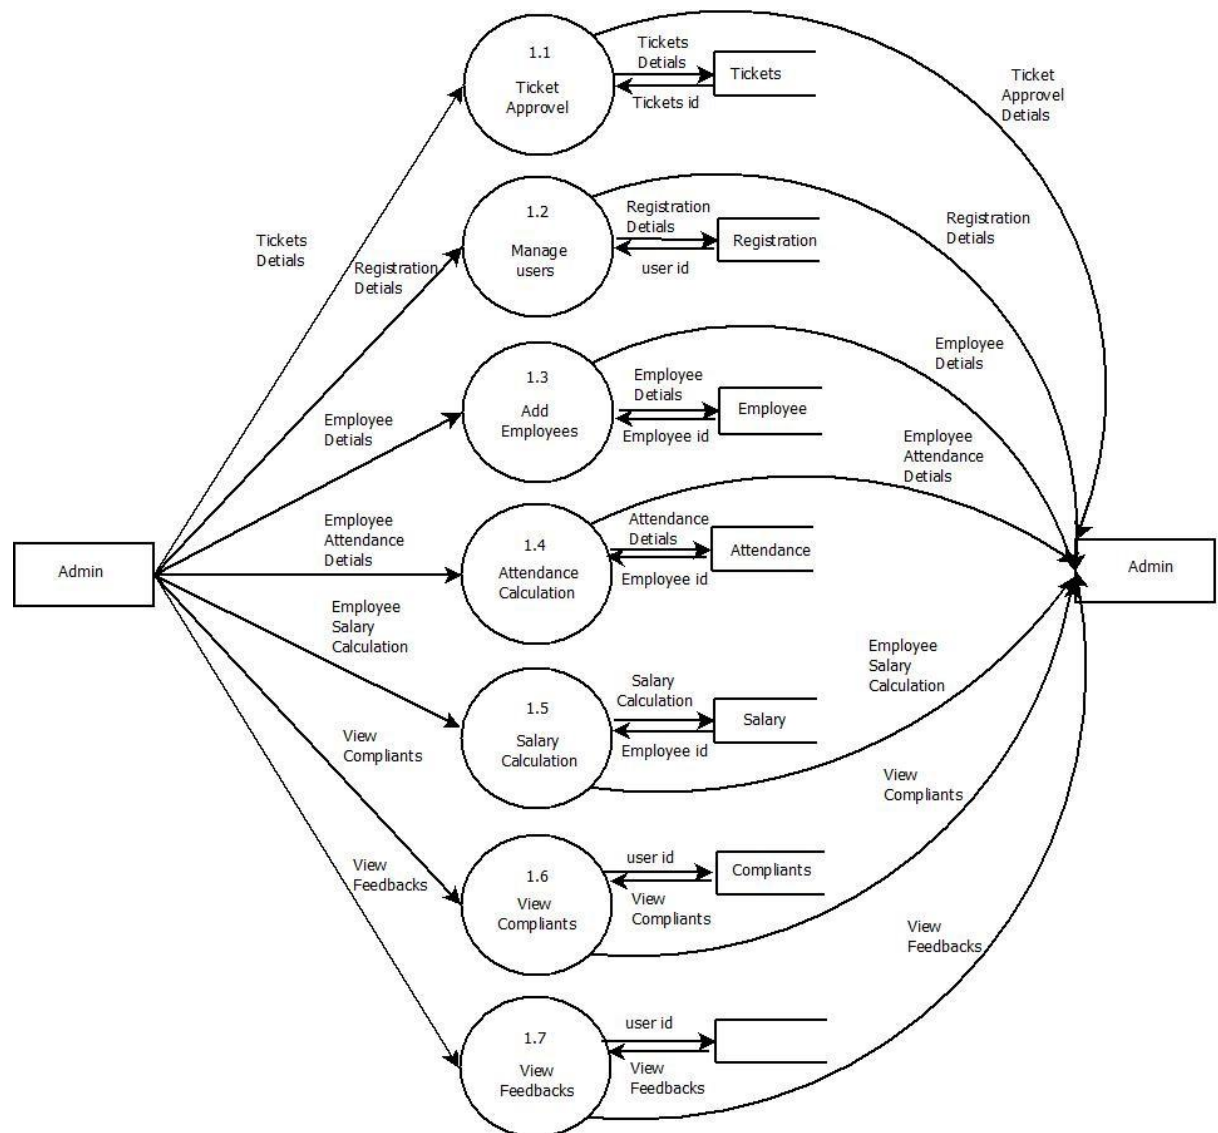 1.1
Ticket
Approvel
Tickets
Detials
Tickets id
Tickets
Ticket
Approvel
Detials
Tickets
Detials
1.2
Manage
users
Registration
Detials
user id
Registration
Registration
Detials
Registration
Detials
1.3
Add
Employees
Employee
Detials
Employee id
Employee
Employee
Detials
Employee
Detials
Employee
Attendance
Detials
Admin
Employee
Attendance
Detials
1.4
Attendance
Calculation
Attendance
Detials
Employee id
Attendance
Admin
Employee
Salary
Calculation
1.5
Salary
Calculation
Salary
Calculation
Employee id
Salary
Employee
Salary
Calculation
View
Compliants
1.6
View
Compliants
user id
View
Compliants
Compliants
View
Compliants
View
Feedbacks
1.7
View
Feedbacks
user id
View
Feedbacks
View
Feedbacks